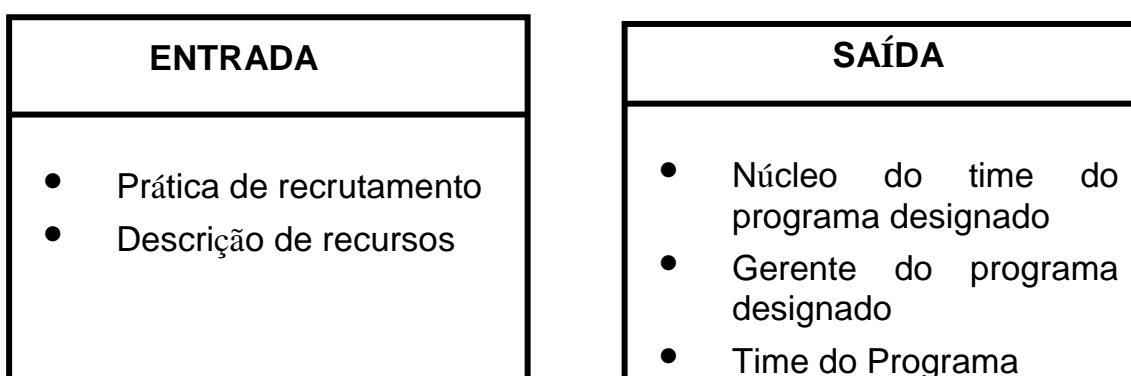 ENTRADA
• Prática de recrutamento
• Descrição de recursos
SAÍDA
• Núcleo do time do
programa designado
• Gerente do programa
designado
• Time do Programa